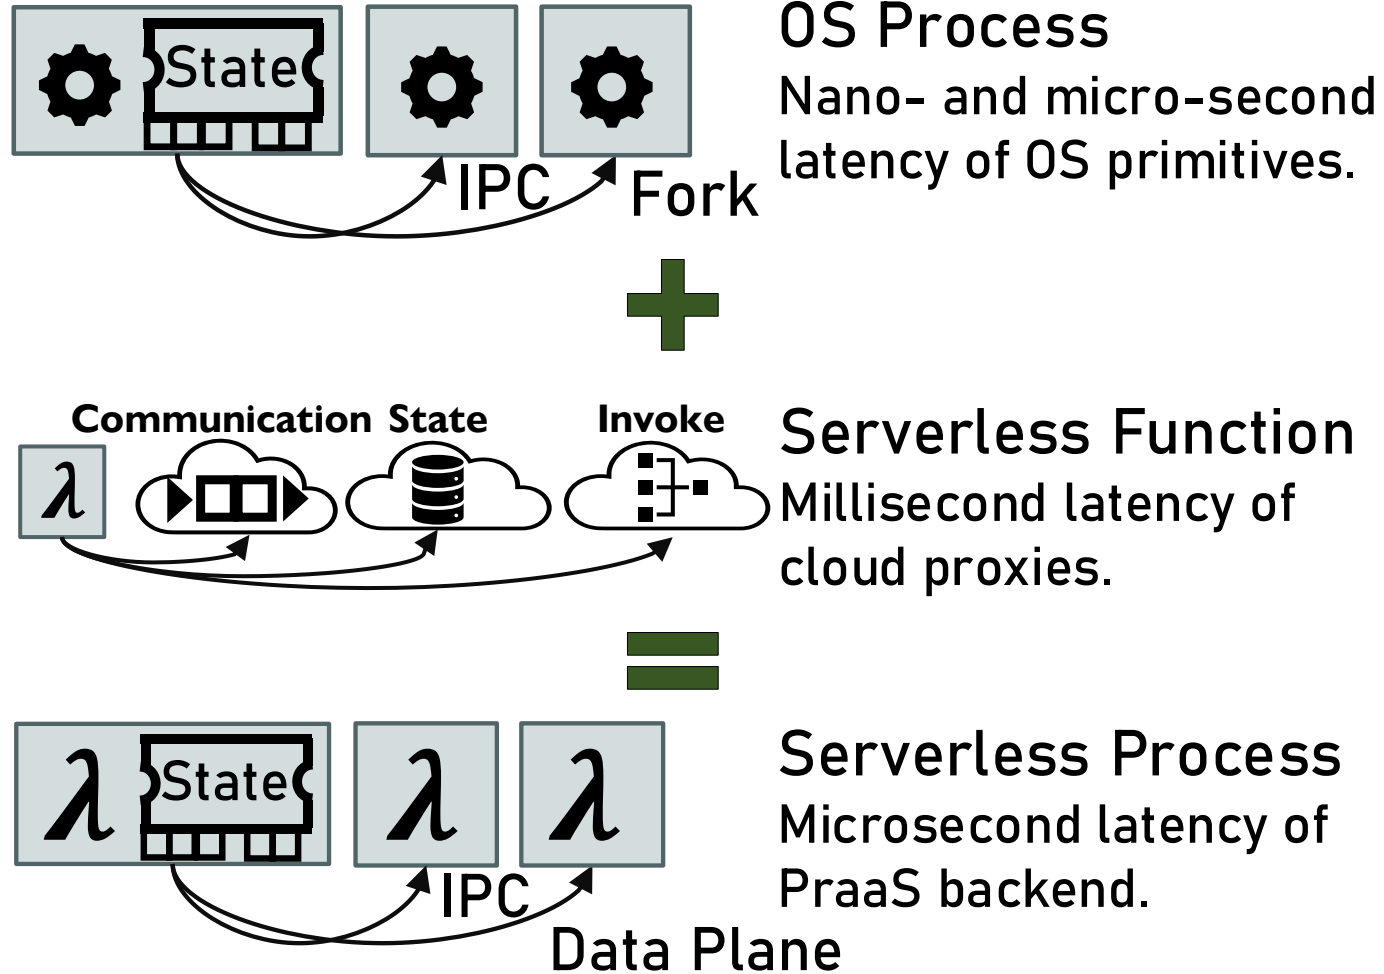 OS Process
State
Nano- and micro-second
latency of OS primitives.
IPC
Fork
Communication State Invoke
λ
Serverless Function
Millisecond latency of
cloud proxies.
λ State λ λ
Serverless Process
Microsecond latency of
PraaS backend.
IPC
Data Plane